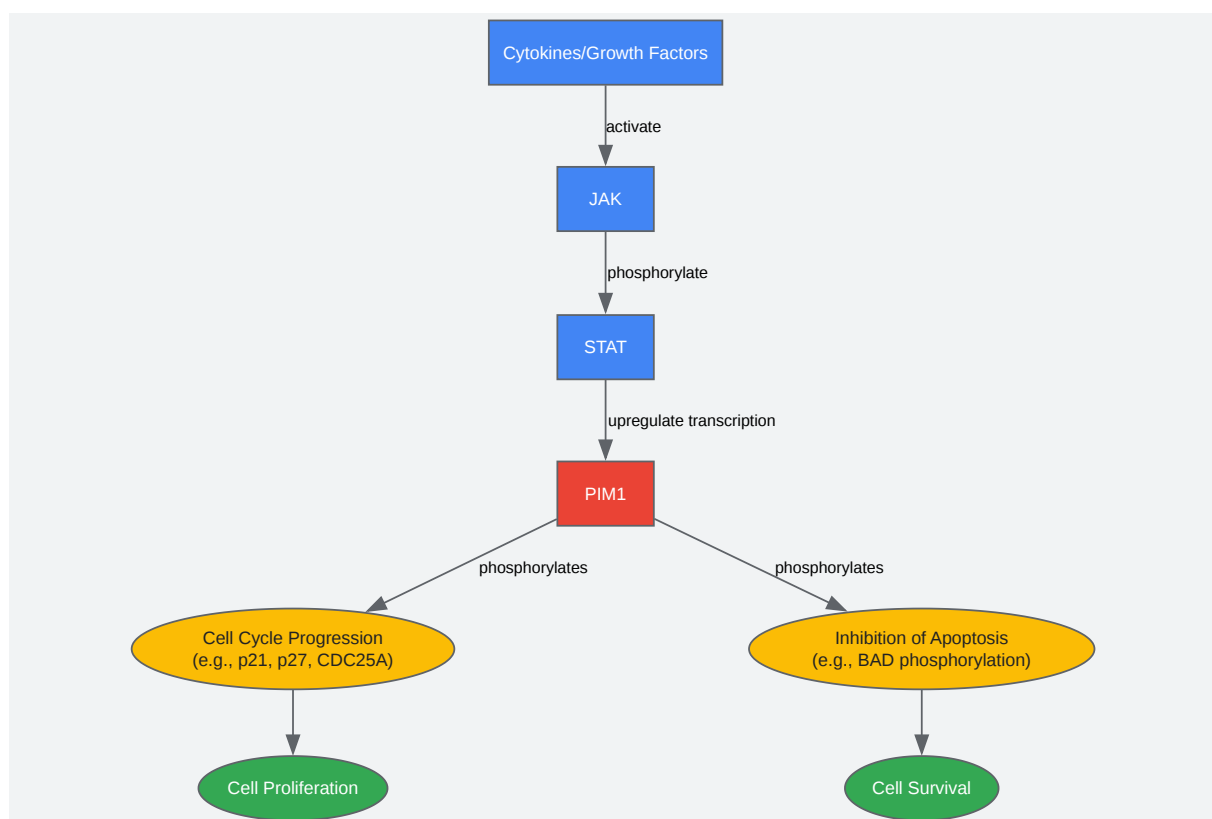 Cytokines/Growth Factors
activate
JAK
phosphorylate
STAT
upregulate transcription
PIM1
phosphorylates
phosphorylates
Cell Cycle Progression
(e.g., p21, p27, CDC25A)
Inhibition of Apoptosis
(e.g., BAD phosphorylation)
Cell Proliferation
Cell Survival